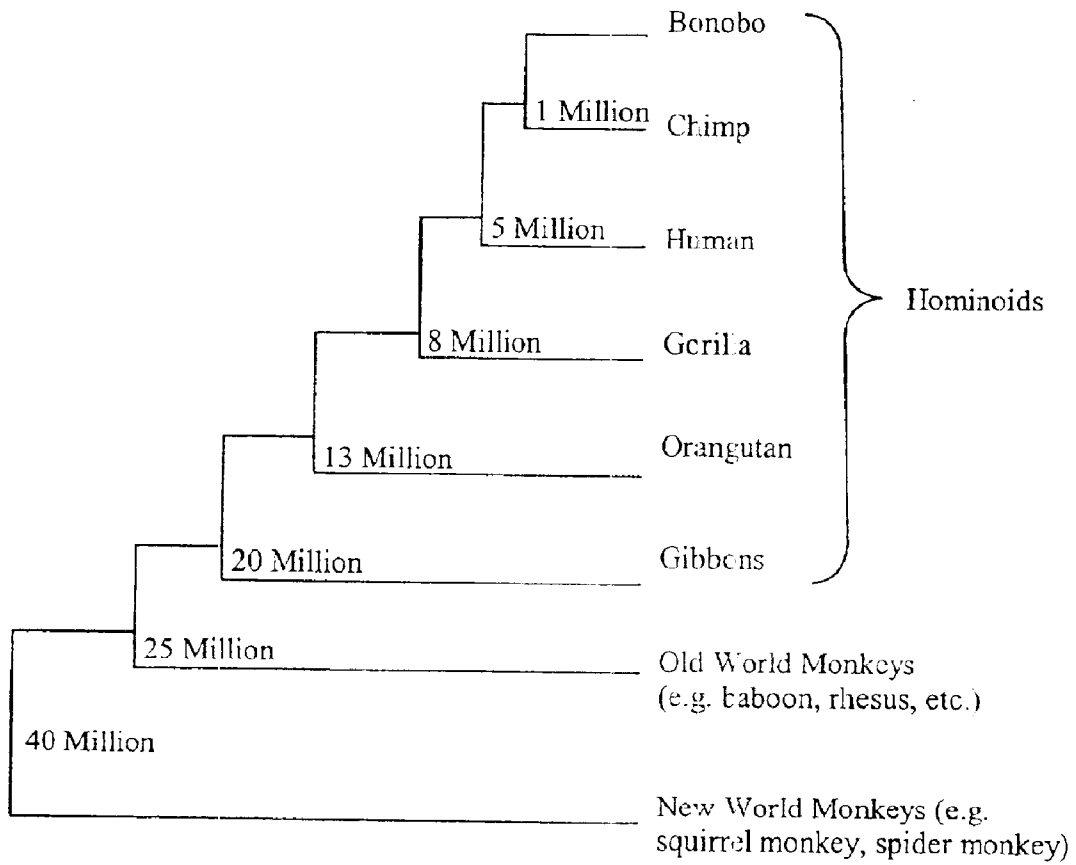 Bonobo
1 Million
Chimp
5 Million
Human
Hominoids
8 Million
Gorilla
13 Million
Orangutan
20 Million
Gibbons
25 Million
Old World Monkeys
(e.g. baboon, rhesus, etc.)
40 Million
New World Monkeys (e.g.
squirrel monkey, spider monkey)